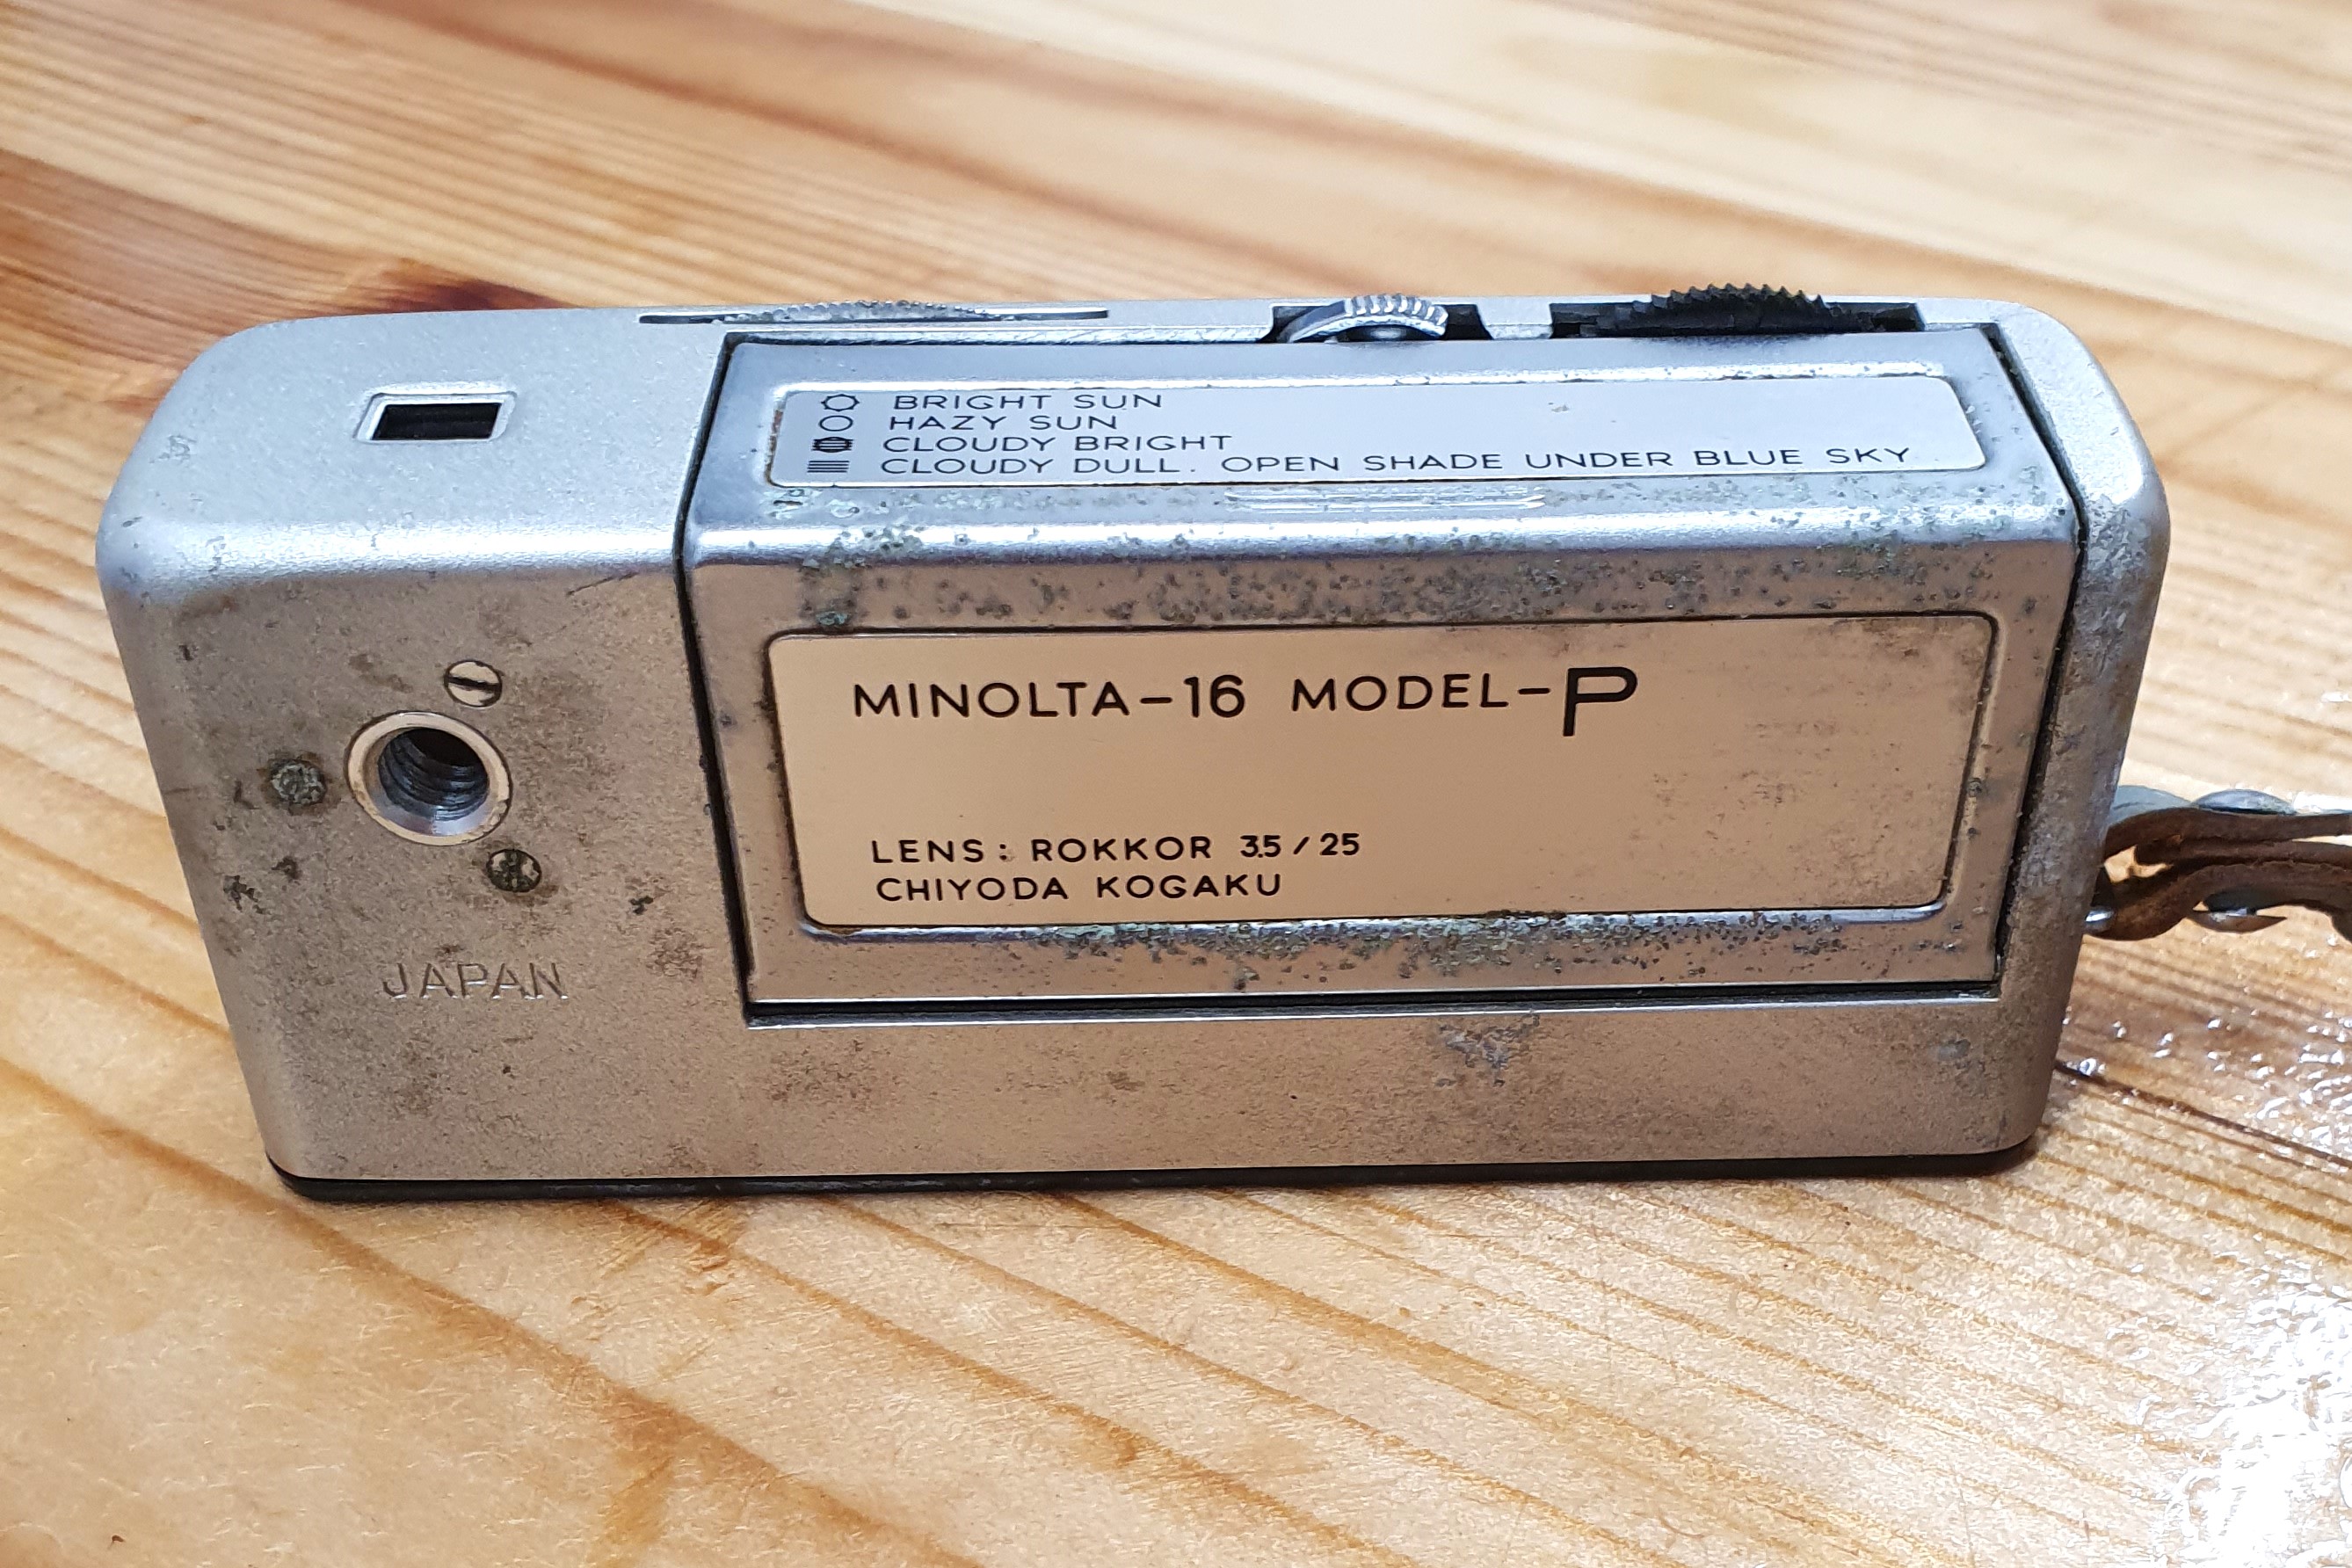 BRIGHT SUN
HAZY SUN
CLOUDY BRIGHT
CLOUDY DULL. OPEN SHADE UNDER BLUE SKY
MINOLTA-16 MODEL-P
LENS: ROKKOR 3.5/25
CHIYODA KOGAKU
JAPAN